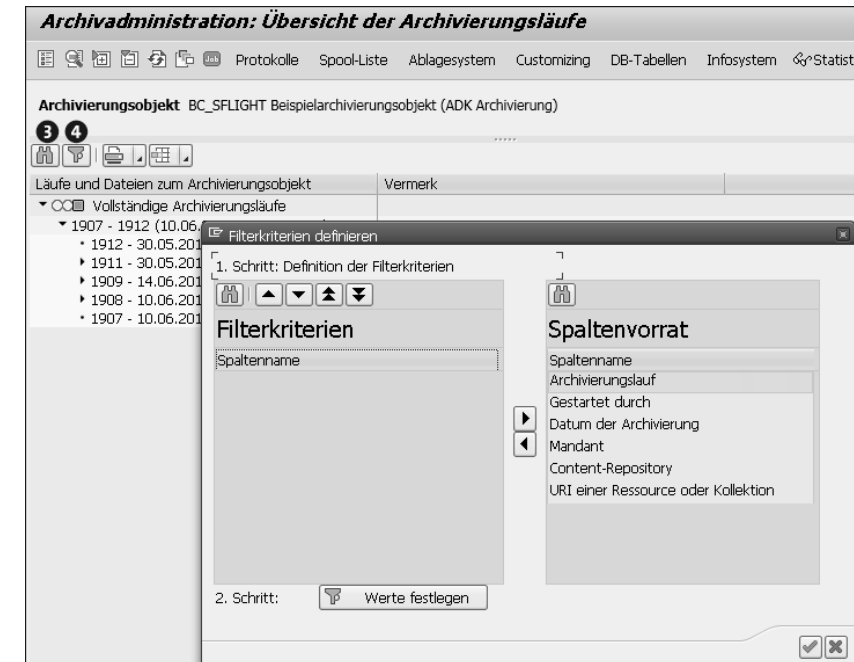 Archivadministration: Übersicht der Archivierungsläufe
Job Protokolle Spool-Liste Ablagesystem Customizing DB-Tabellen Infosystem Statist
Archivierungsobjekt BC_SFLIGHT Beispielarchivierungsobjekt (ADK Archivierung)
3 4
Läufe und Dateien zum Archivierungsobjekt Vermerk
Vollständige Archivierungsläufe
1907 - 1912 (10.06.
1912 - 30.05.201
1911 - 30.05.201
1909 - 14.06.201
1908 - 10.06.201
1907 - 10.06.201
Filterkriterien definieren
1. Schritt: Definition der Filterkriterien
Filterkriterien
Spaltenname
Spaltenvorrat
Spaltenname
Archivierungslauf
Gestartet durch
Datum der Archivierung
Mandant
Content-Repository
URI einer Ressource oder Kollektion
2. Schritt: Werte festlegen